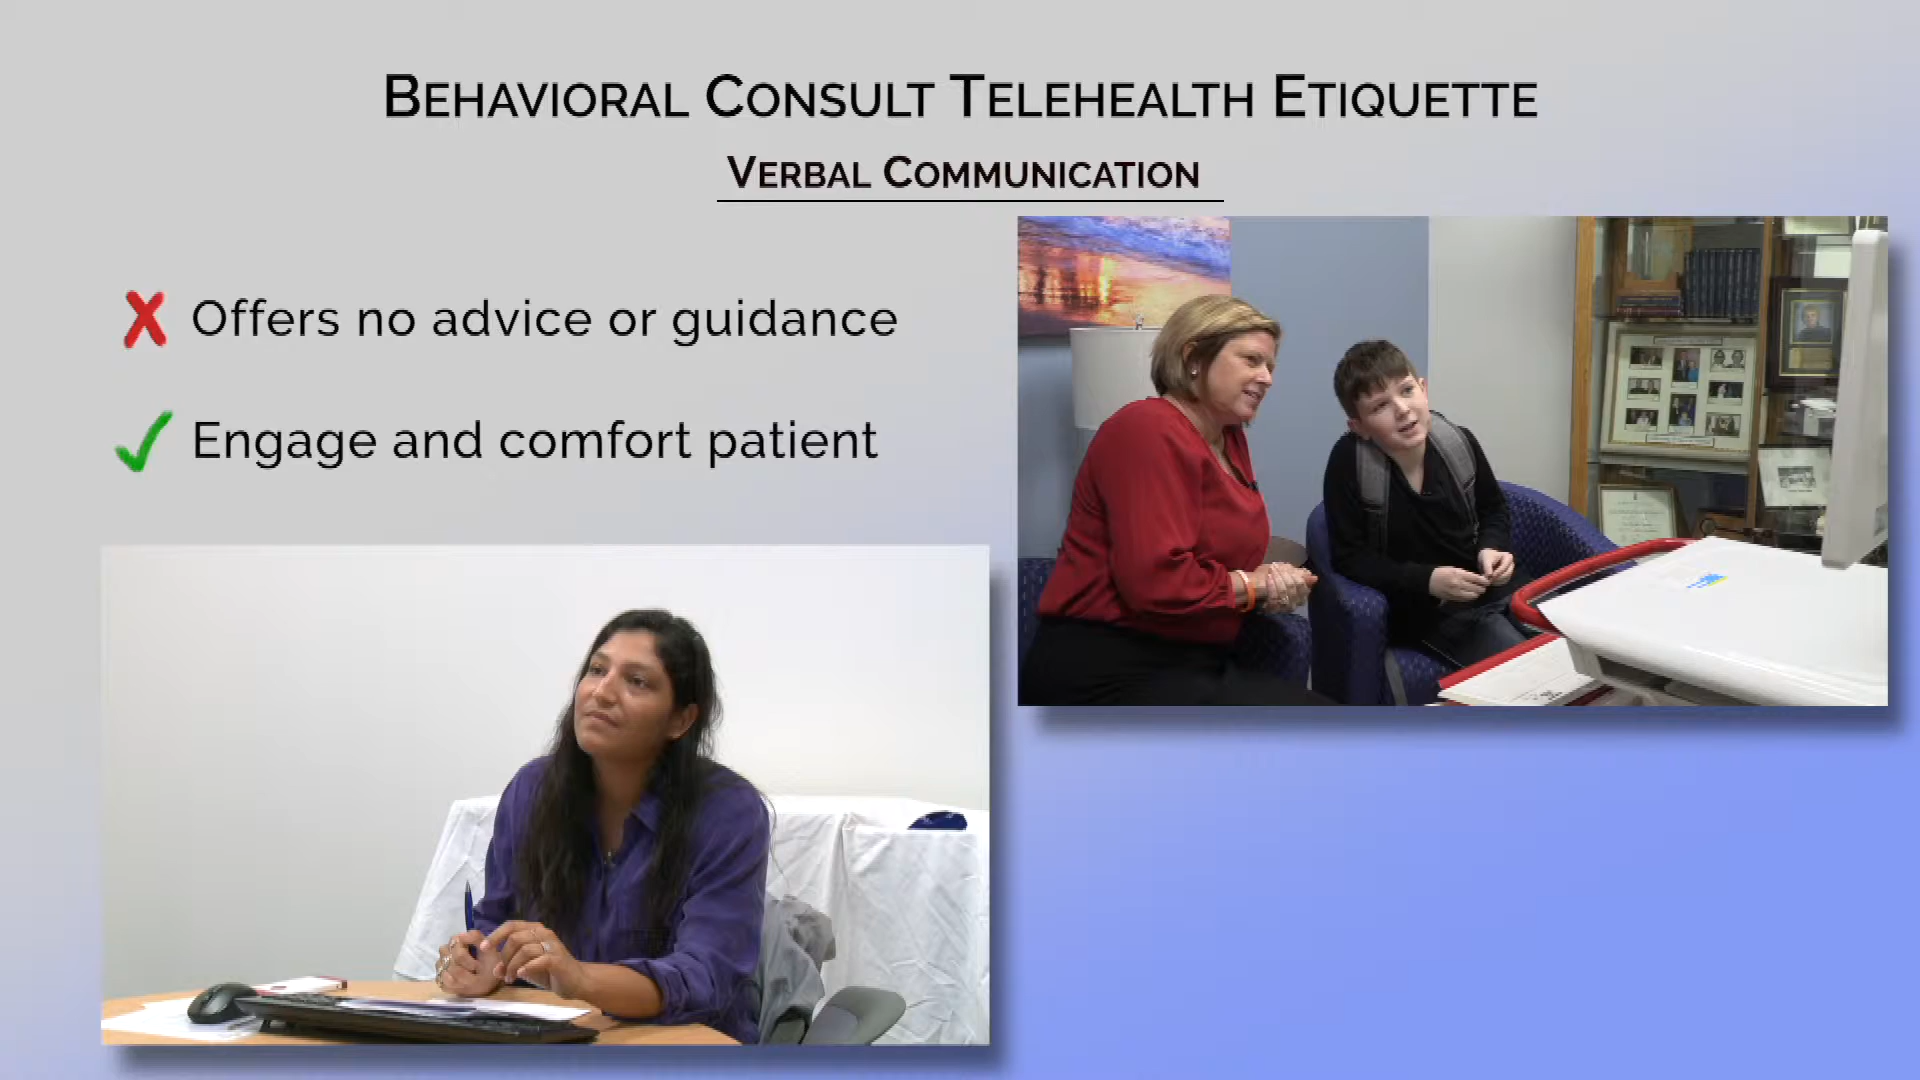 Behavioral Consult Telehealth Etiquette
Verbal Communication
Offers no advice or guidance
Engage and comfort patient